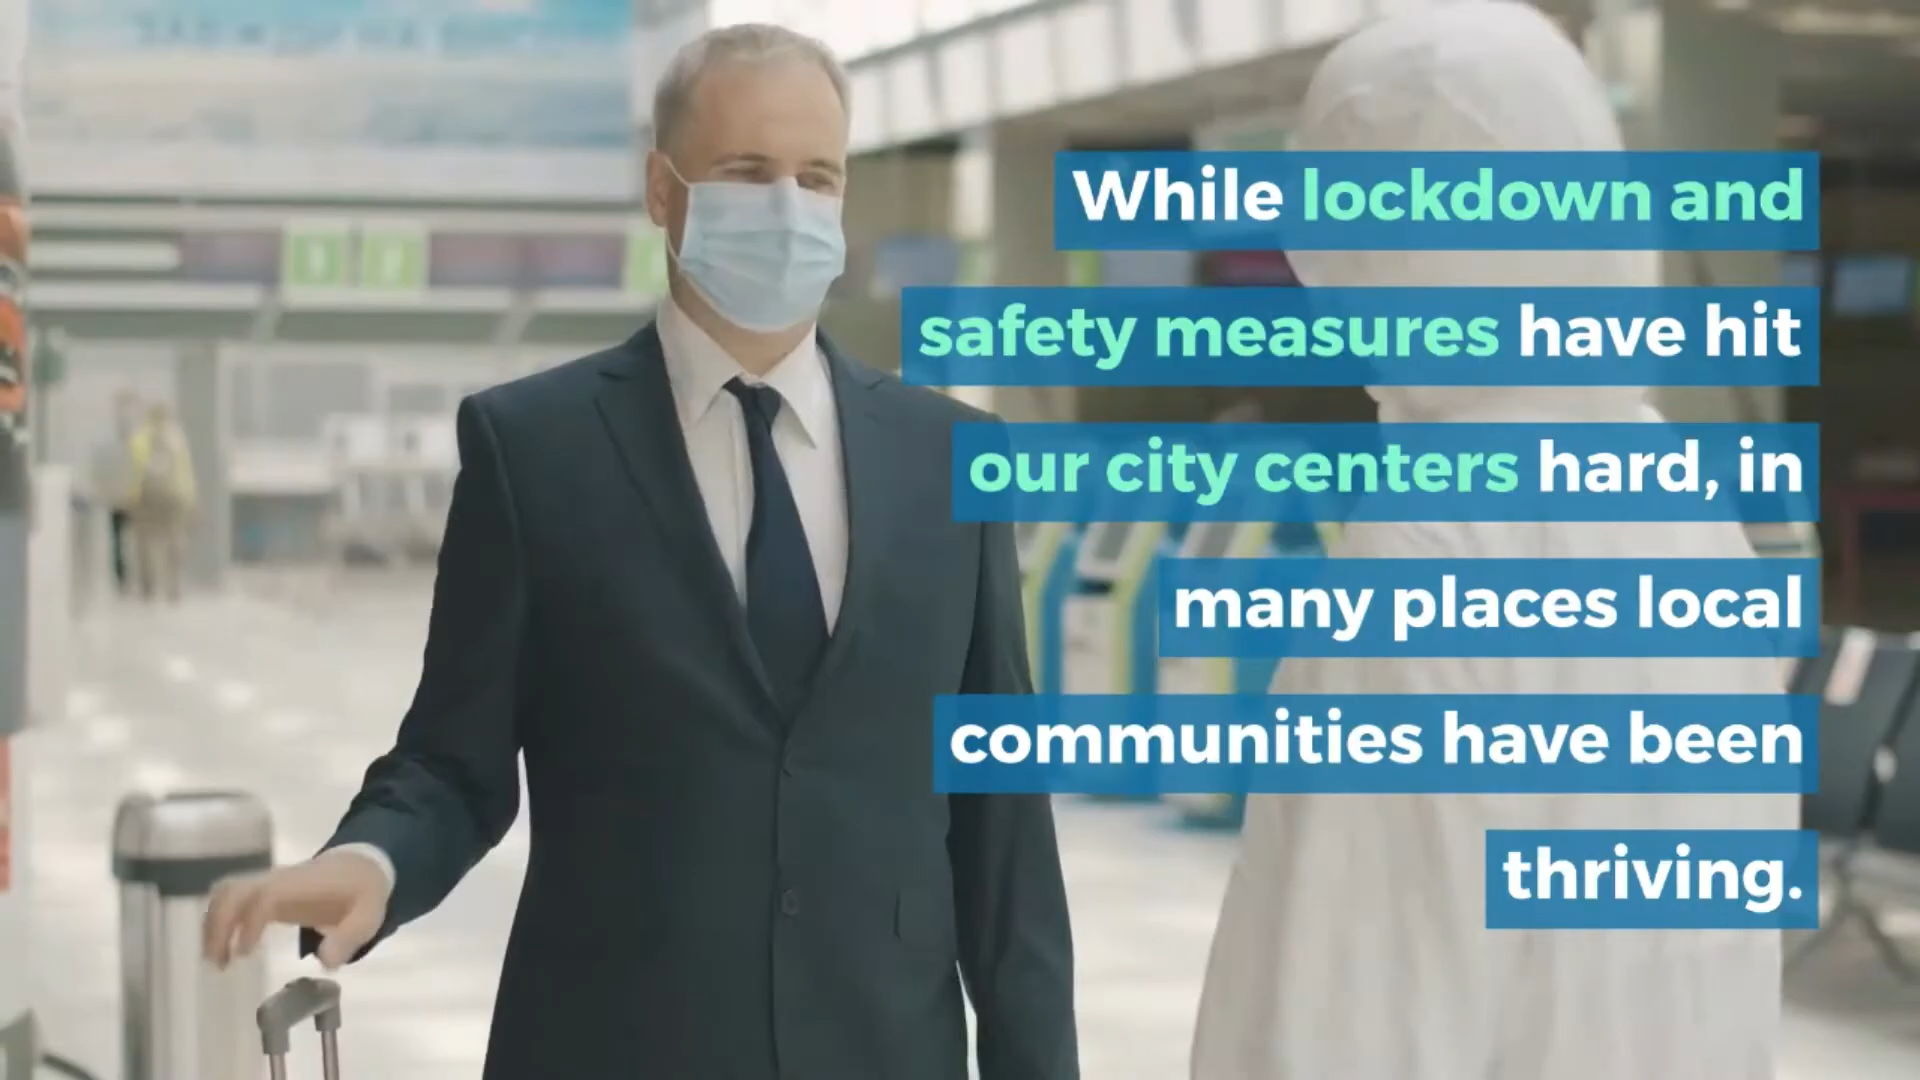 While lockdown and
safety measures have hit
our city centers hard, in
many places local
communities have been
thriving.